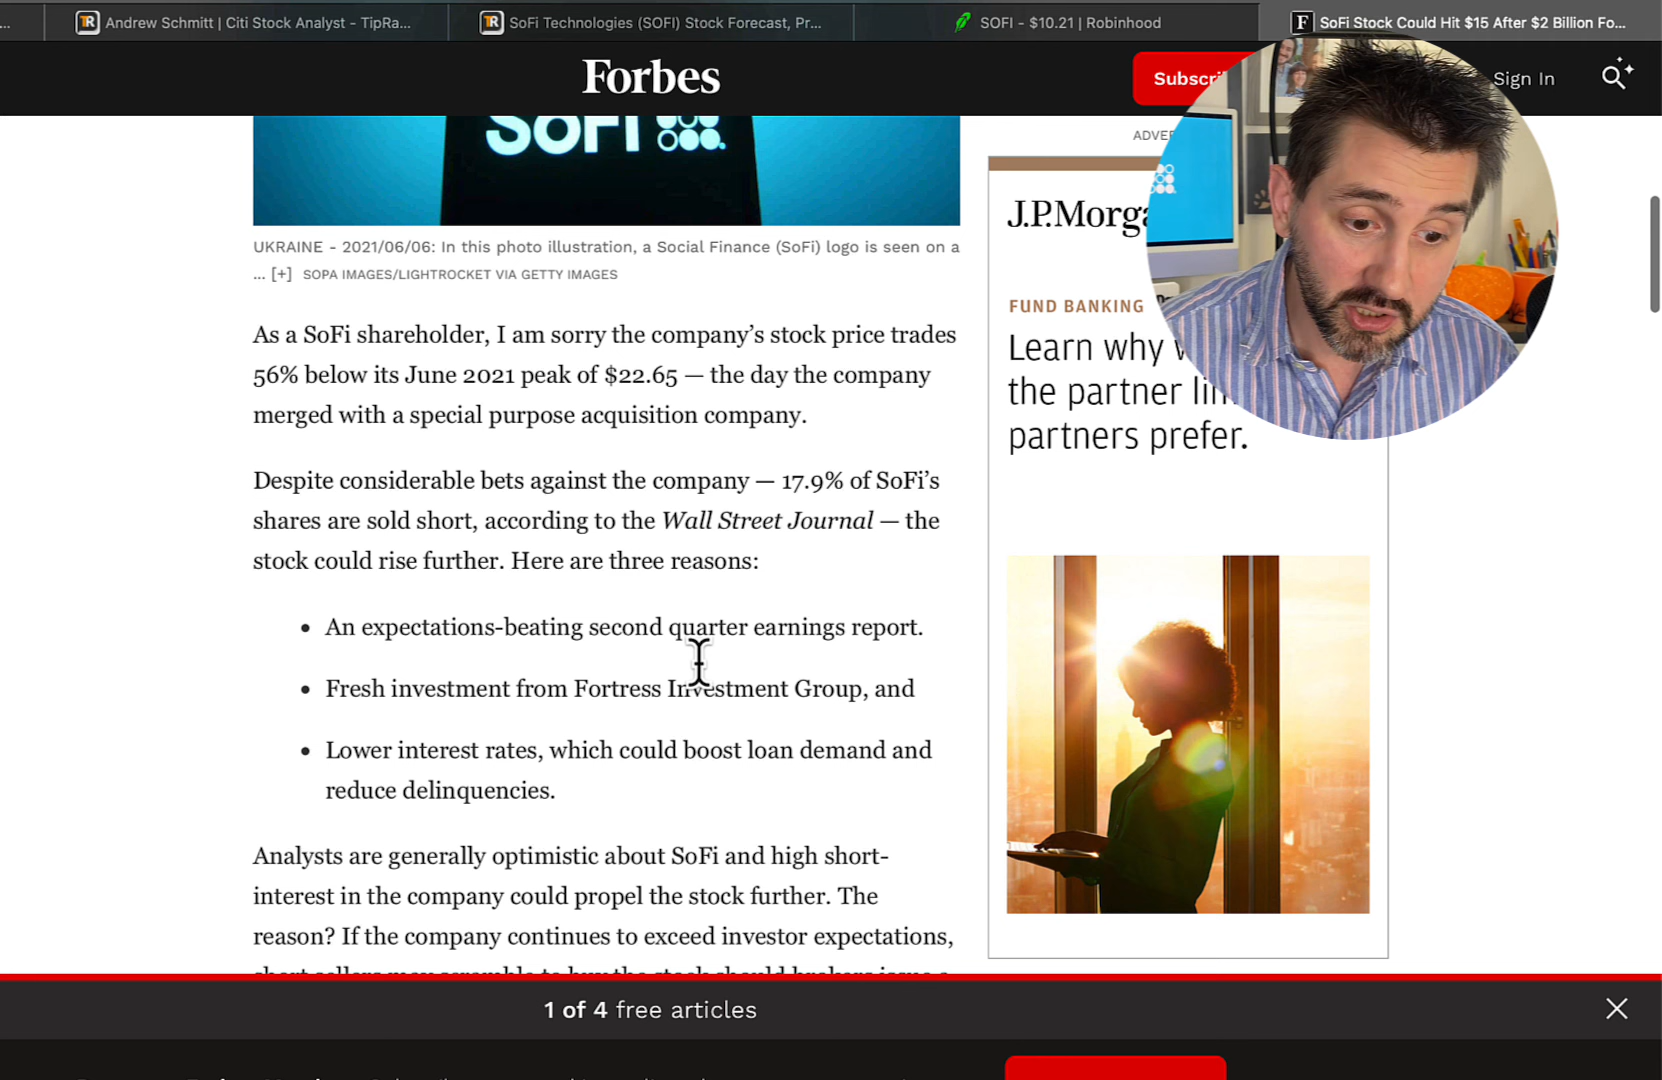 Andrew Schmitt | Citi Stock Analyst - TipRa...
SoFi Technologies (SOFI) Stock Forecast, Pr...
SOFI - $10.21 | Robinhood
SoFi Stock Could Hit $15 After $2 Billion Fo...
Forbes
Sign In
SoFi
UKRAINE - 2021/06/06: In this photo illustration, a Social Finance (SoFi) logo is seen on a
... [+] SOPA IMAGES/LIGHTROCKET VIA GETTY IMAGES
As a SoFi shareholder, I am sorry the company’s stock price trades
56% below its June 2021 peak of $22.65 — the day the company
merged with a special purpose acquisition company.
Despite considerable bets against the company — 17.9% of SoFi’s
shares are sold short, according to the Wall Street Journal — the
stock could rise further. Here are three reasons:
• An expectations-beating second quarter earnings report.
• Fresh investment from Fortress Investment Group, and
• Lower interest rates, which could boost loan demand and
reduce delinquencies.
Analysts are generally optimistic about SoFi and high short-
interest in the company could propel the stock further. The
reason? If the company continues to exceed investor expectations,
J.P.Morga
FUND BANKING
Learn why
the partner
partners prefer.
1 of 4 free articles